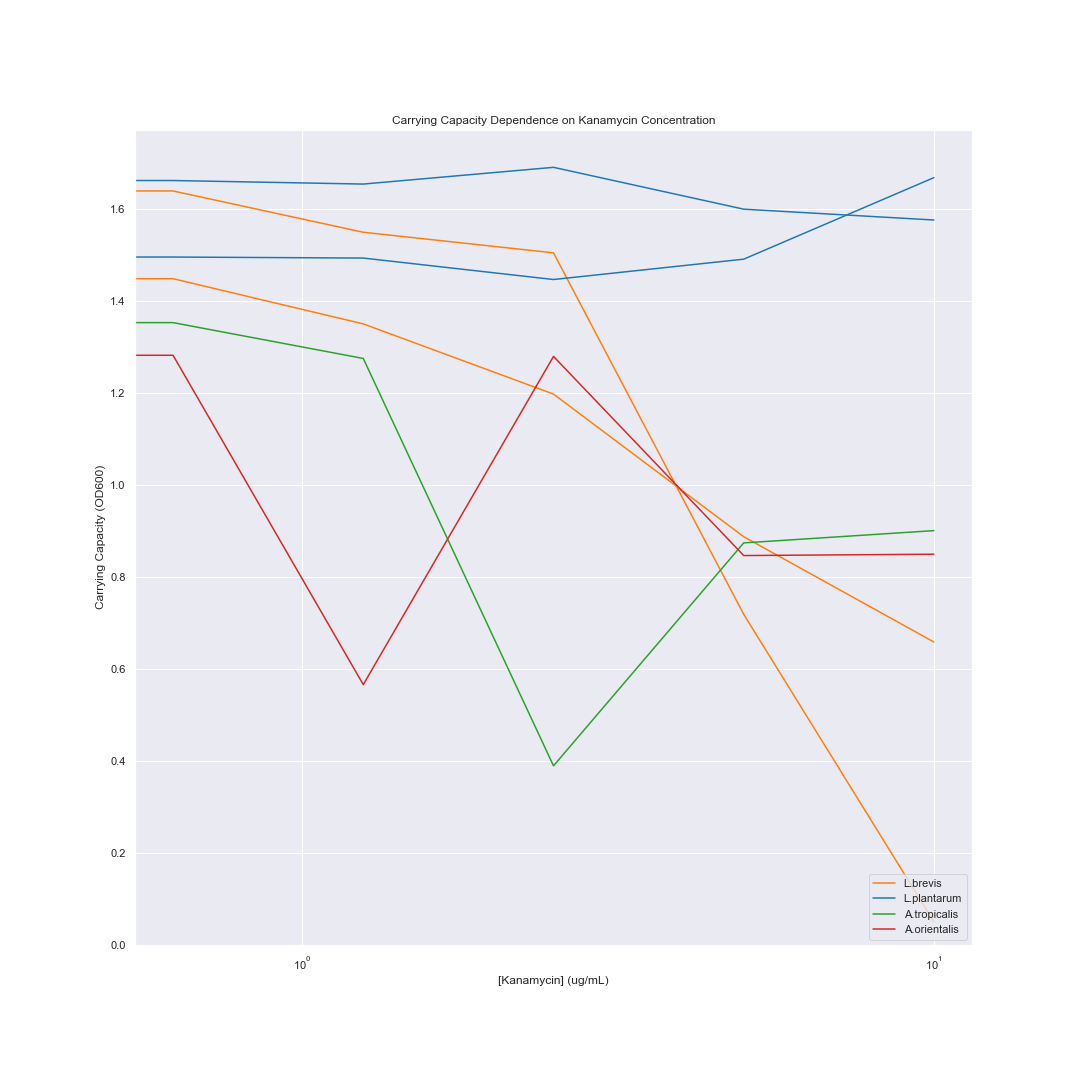 Carrying Capacity Dependence on Kanamycin Concentration
Carrying Capacity (OD600)
1.6
1.4
1.2
1.0
0.8
0.6
0.4
0.2
0.0
10⁰
10¹
[Kanamycin] (ug/mL)
L.brevis
L.plantarum
A.tropicalis
A.orientalis